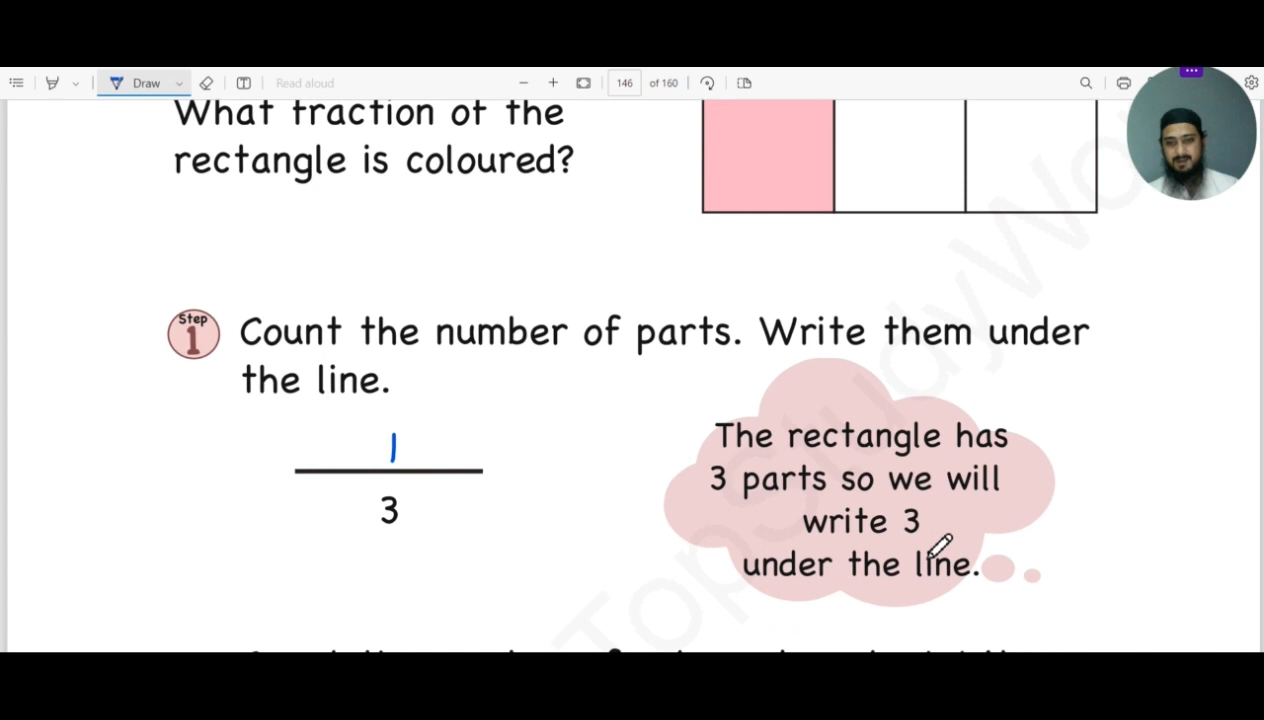 Draw
Read aloud
146 of 160
What fraction of the
rectangle is coloured?
Step
1
Count the number of parts. Write them under
the line.
1
3
The rectangle has
3 parts so we will
write 3
under the line.